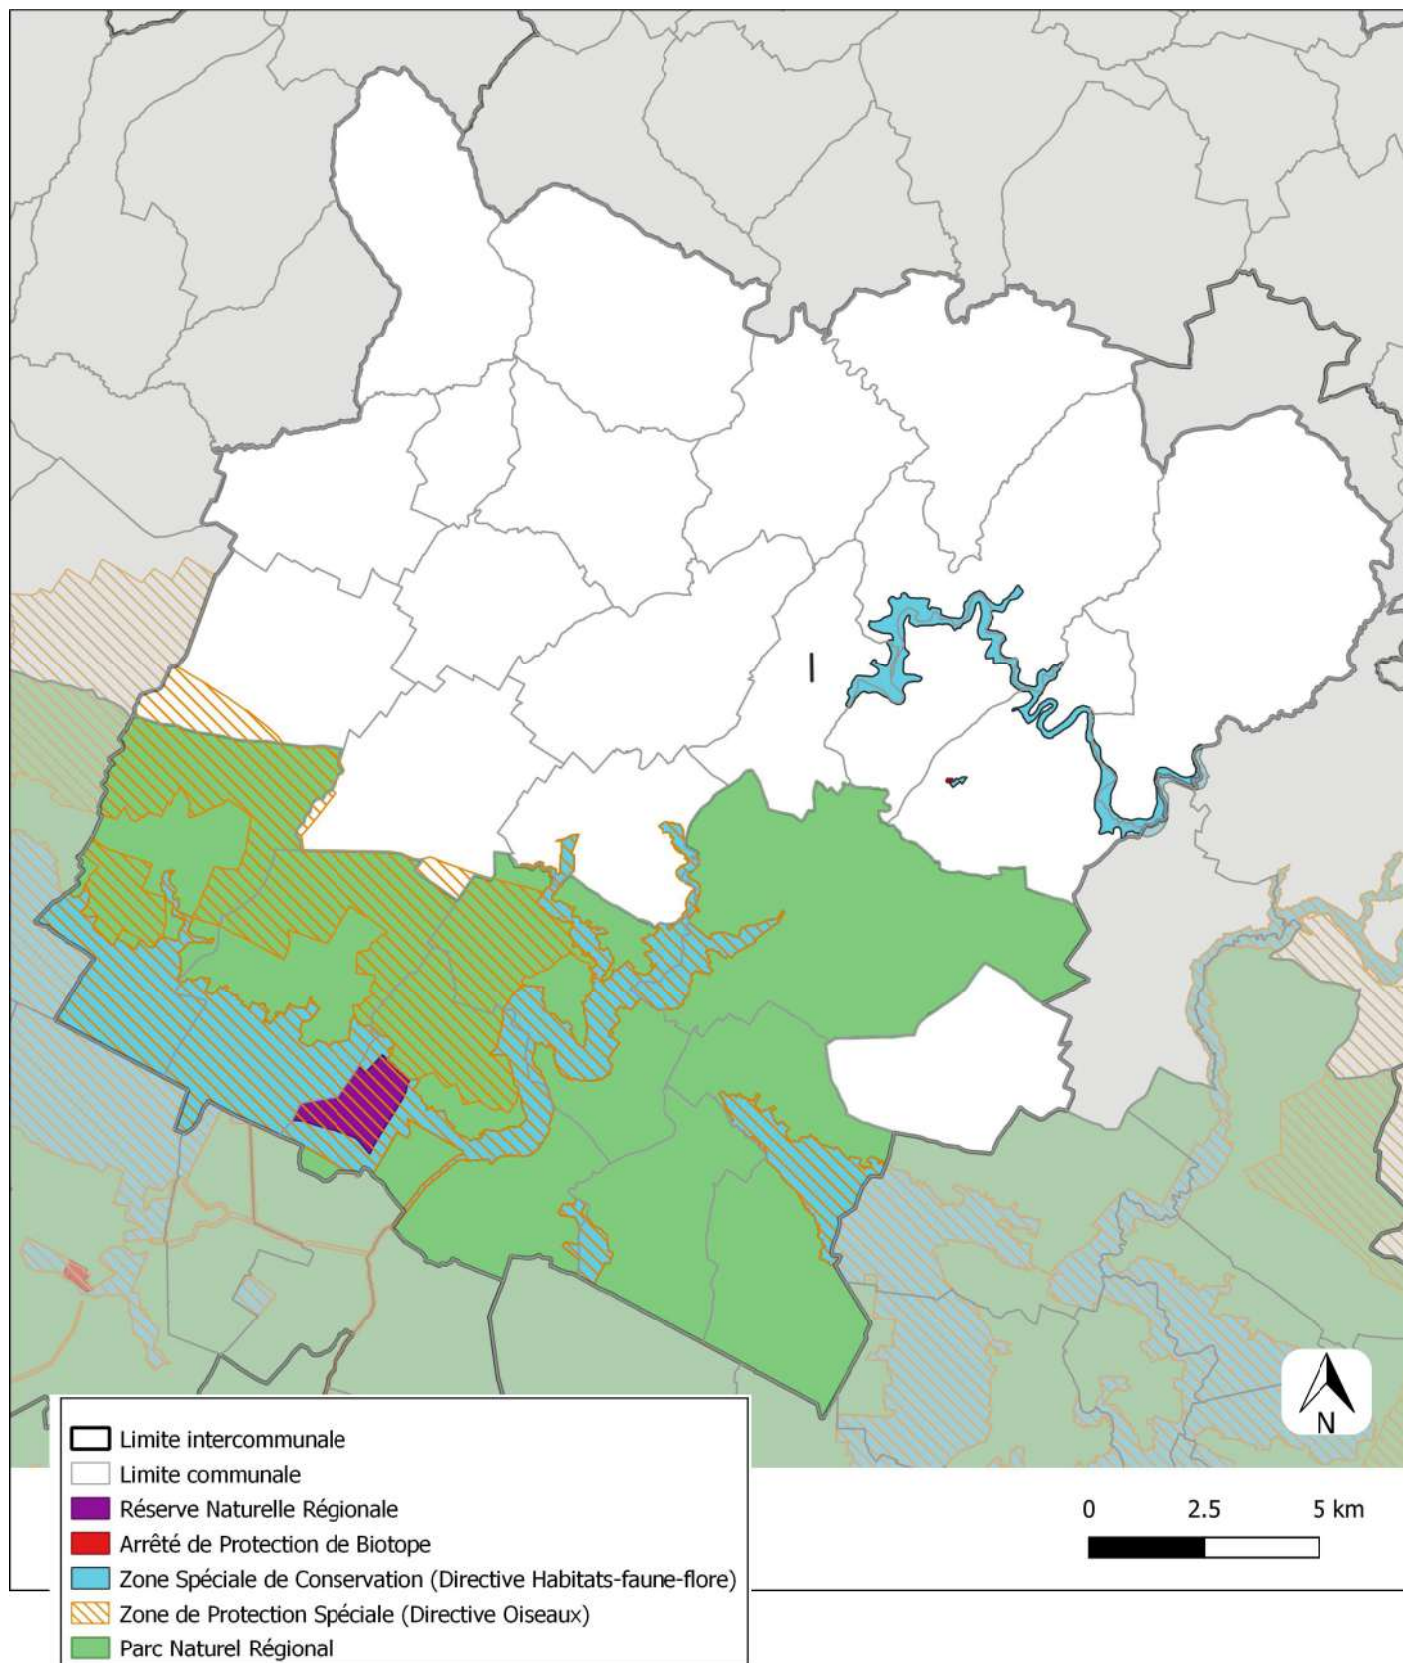 N
Limite intercommunale
Limite communale
Réserve Naturelle Régionale
Arrêté de Protection de Biotope
Zone Spéciale de Conservation (Directive Habitats-faune-flore)
Zone de Protection Spéciale (Directive Oiseaux)
Parc Naturel Régional
0 2.5 5 km